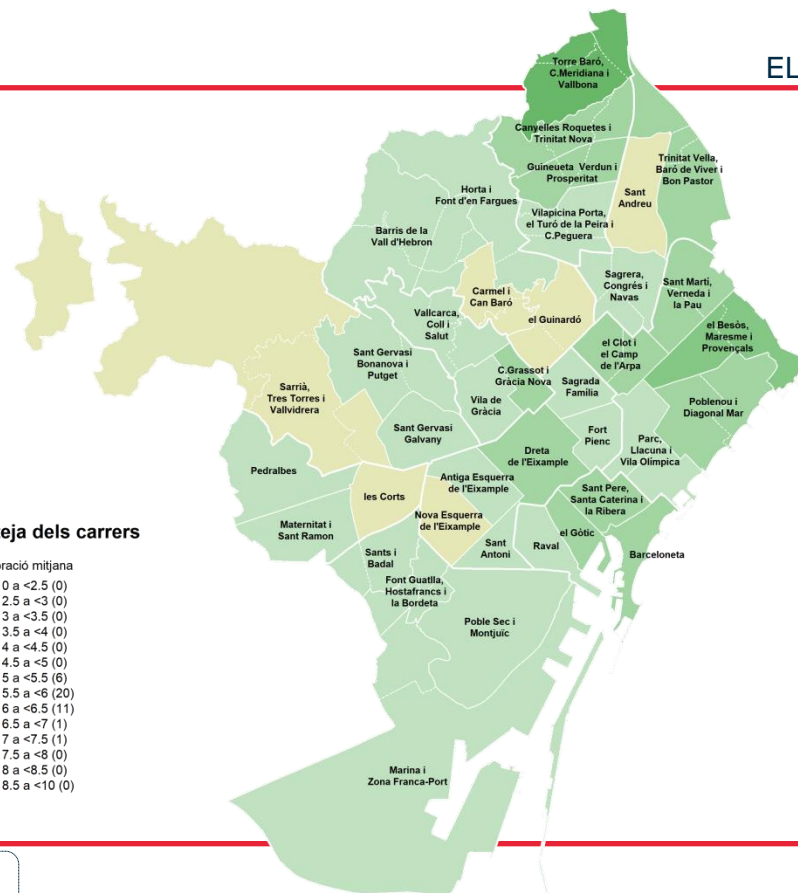 EL
Torre Baró,
C.Meridiana i
Vallbona
Canyelles Roquetes i
Trinitat Nova
Guineueta Verdun i
Prosperitat
Trinitat Vella,
Baró de Viver i
Bon Pastor
Sant
Andreu
Horta i
Font d'en Fargues
Vilapicina Porta,
el Turó de la Peira i
C.Peguera
Barris de la
Vall d'Hebron
Carmel i
Can Baró
el Guinardó
Sagrera,
Congrés i
Navas
Sant Martí,
Verneda i
la Pau
Vallcarca,
Coll i
Salut
el Besòs,
Maresme i
Provençals
Sant Gervasi
Bonanova i
Putget
el Clot i
el Camp
de l'Arpa
C.Grassot i
Gràcia Nova
Sagrada
Família
Sarrià,
Tres Torres i
Vallvidrera
Vila de
Gràcia
Poblenou i
Diagonal Mar
Sant Gervasi
Galvany
Fort
Pienc
Parc,
Llacuna i
Vila Olímpica
Dreta
de l'Eixample
Pedralbes
Antiga Esquerra
de l'Eixample
les Corts
Sant Pere,
Santa Caterina i
la Ribera
Nova Esquerra
de l'Eixample
Maternitat i
Sant Ramon
el Gòtic
Sant
Antoni
Raval
Barceloneta
Sants i
Badal
Font Guatlla,
Hostafrancs i
la Bordeta
Poble Sec i
Montjuïc
Marina i
Zona Franca-Port
eja dels carrers
oració mitjana
0 a <2.5 (0)
2.5 a <3 (0)
3 a <3.5 (0)
3.5 a <4 (0)
4 a <4.5 (0)
4.5 a <5 (0)
5 a <5.5 (6)
5.5 a <6 (20)
6 a <6.5 (11)
6.5 a <7 (1)
7 a <7.5 (1)
7.5 a <8 (0)
8 a <8.5 (0)
8.5 a <10 (0)